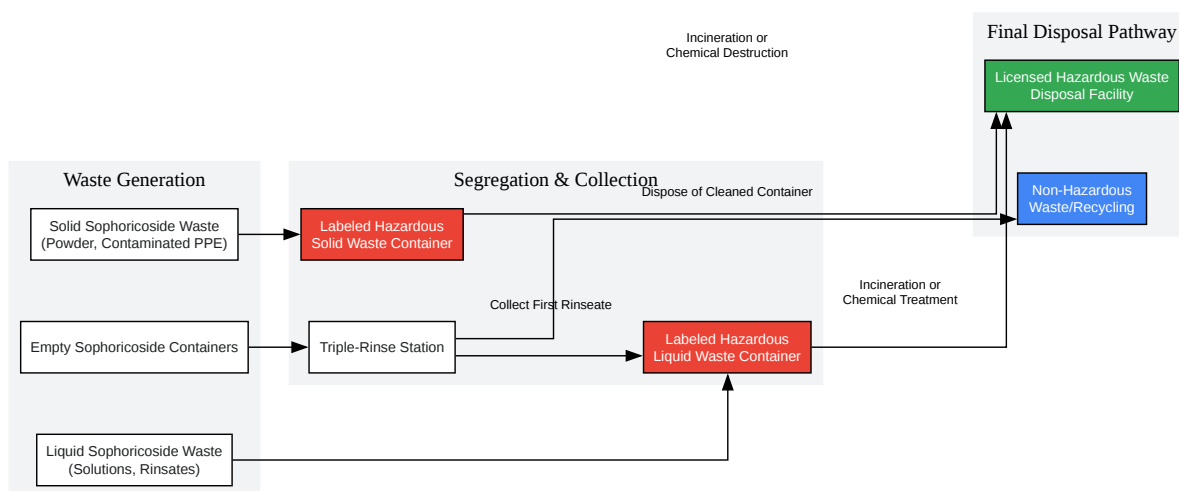 Incineration or
Chemical Destruction
Final Disposal Pathway
Licensed Hazardous Waste
Disposal Facility
Waste Generation
Segregation & Collection
Dispose of Cleaned Container
Non-Hazardous
Waste/Recycling
Solid Sophoricoside Waste
(Powder, Contaminated PPE)
Labeled Hazardous
Solid Waste Container
Collect First Rinseate
Incineration or
Chemical Treatment
Empty Sophoricoside Containers
Triple-Rinse Station
Labeled Hazardous
Liquid Waste Container
Liquid Sophoricoside Waste
(Solutions, Rinsates)